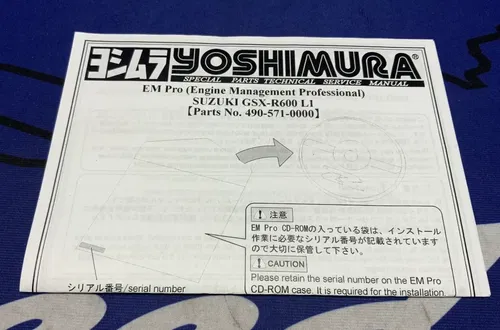 ヨシムラ YOSHIMURA®
SPECIAL PARTS TECHNICAL SERVICE MANUAL
EM Pro (Engine Management Professional)
SUZUKI GSX-R600 L1
【Parts No. 490-571-0000】
! 注意
EM Pro CD-ROMの入っている袋は、インストール
作業に必要なシリアル番号が記載されています
ので大切に保管して下さい。
! CAUTION
Please retain the serial number on the EM Pro
CD-ROM case. It is required for the installation
シリアル番号/serial number